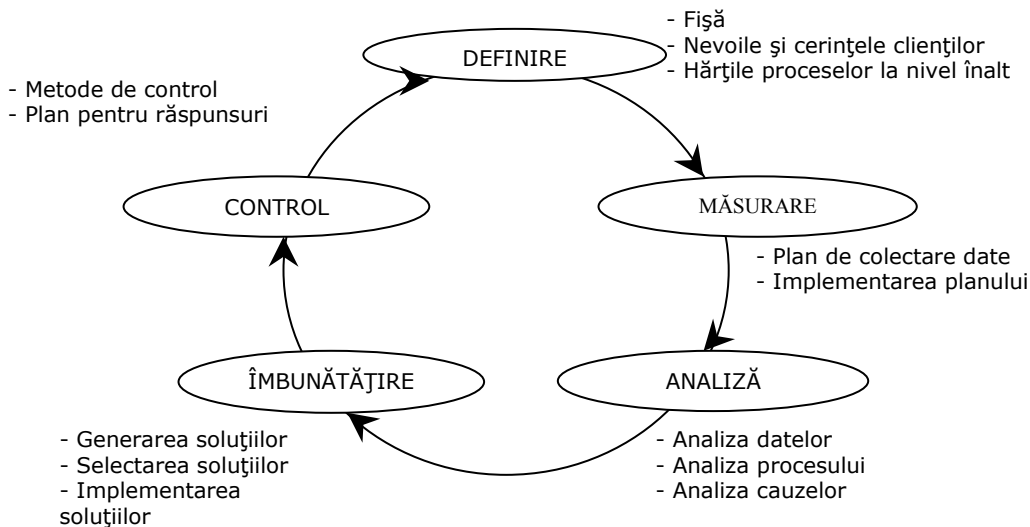 DEFINIRE
- Fişă
- Nevoile şi cerinţele clienţilor
- Hărţile proceselor la nivel înalt
MĂSURARE
- Plan de colectare date
- Implementarea planului
ANALIZĂ
- Analiza datelor
- Analiza procesului
- Analiza cauzelor
ÎMBUNĂTĂŢIRE
- Generarea soluţiilor
- Selectarea soluţiilor
- Implementarea
soluţiilor
CONTROL
- Metode de control
- Plan pentru răspunsuri